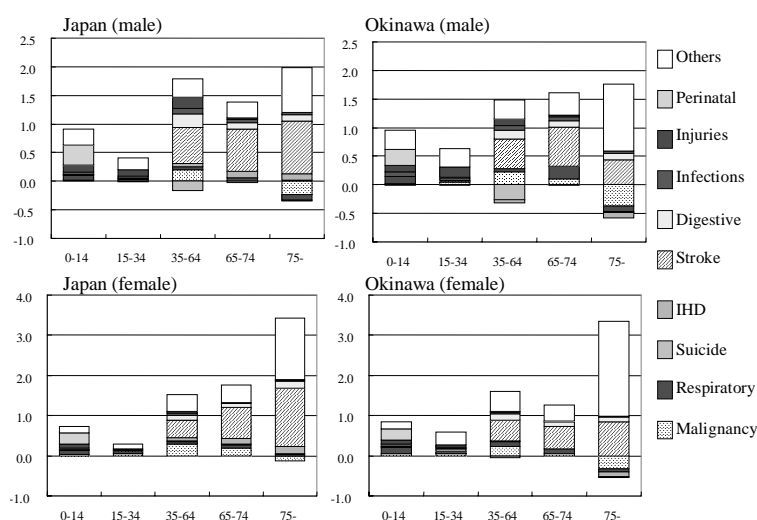 Japan (male)
2.5
2.0
1.5
1.0
0.5
0.0
-0.5
-1.0
0-14 15-34 35-64 65-74 75-
Okinawa (male)
2.5
2.0
1.5
1.0
0.5
0.0
-0.5
-1.0
0-14 15-34 35-64 65-74 75-
Japan (female)
4.0
3.0
2.0
1.0
0.0
-1.0
0-14 15-34 35-64 65-74 75-
Okinawa (female)
4.0
3.0
2.0
1.0
0.0
-1.0
0-14 15-34 35-64 65-74 75-
Others
Perinatal
Injuries
Infections
Digestive
Stroke
IHD
Suicide
Respiratory
Malignancy